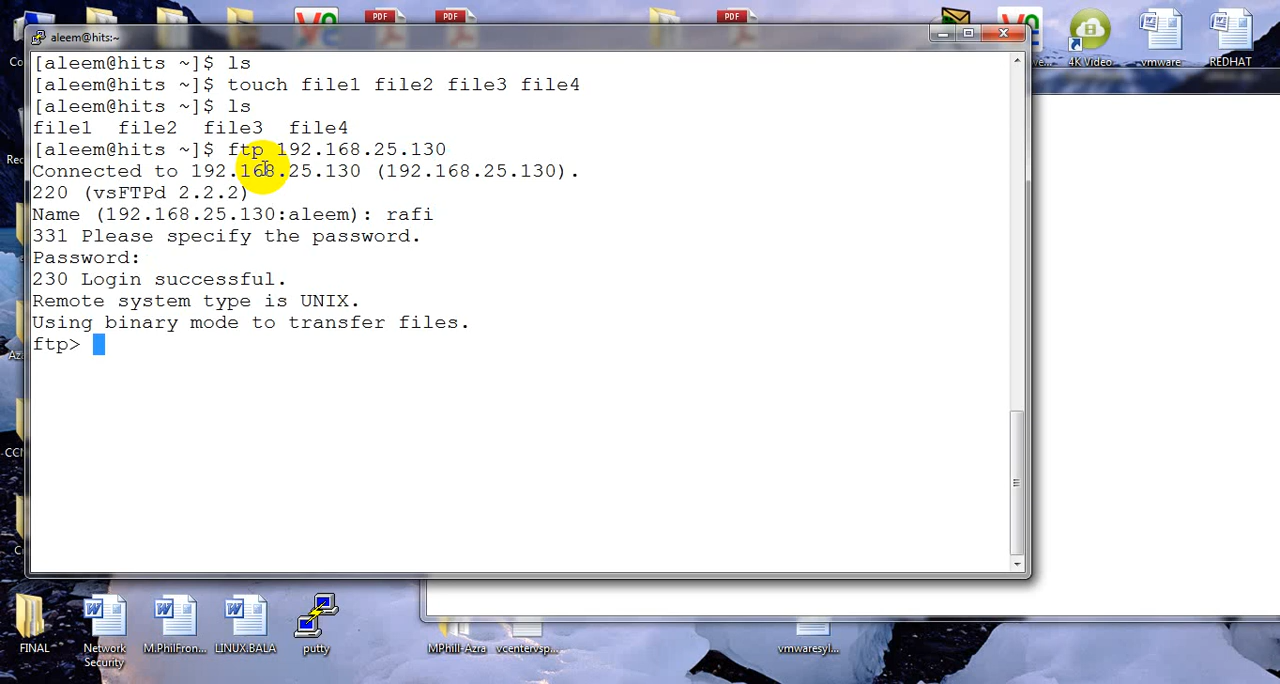 PDF
PDF
PDF
aleem@hits:~
[aleem@hits ~]$ ls
[aleem@hits ~]$ touch file1 file2 file3 file4
[aleem@hits ~]$ ls
file1  file2  file3  file4
[aleem@hits ~]$ ftp 192.168.25.130
Connected to 192.168.25.130 (192.168.25.130).
220 (vsFTPd 2.2.2)
Name (192.168.25.130:aleem): rafi
331 Please specify the password.
Password:
230 Login successful.
Remote system type is UNIX.
Using binary mode to transfer files.
ftp>
4K Video
vmware
REDHAT
FINAL
Network
Security
M.PhilFron...
LINUX.BALA
putty
MPhill-Azra
vcentervsp...
vmwaresyl...